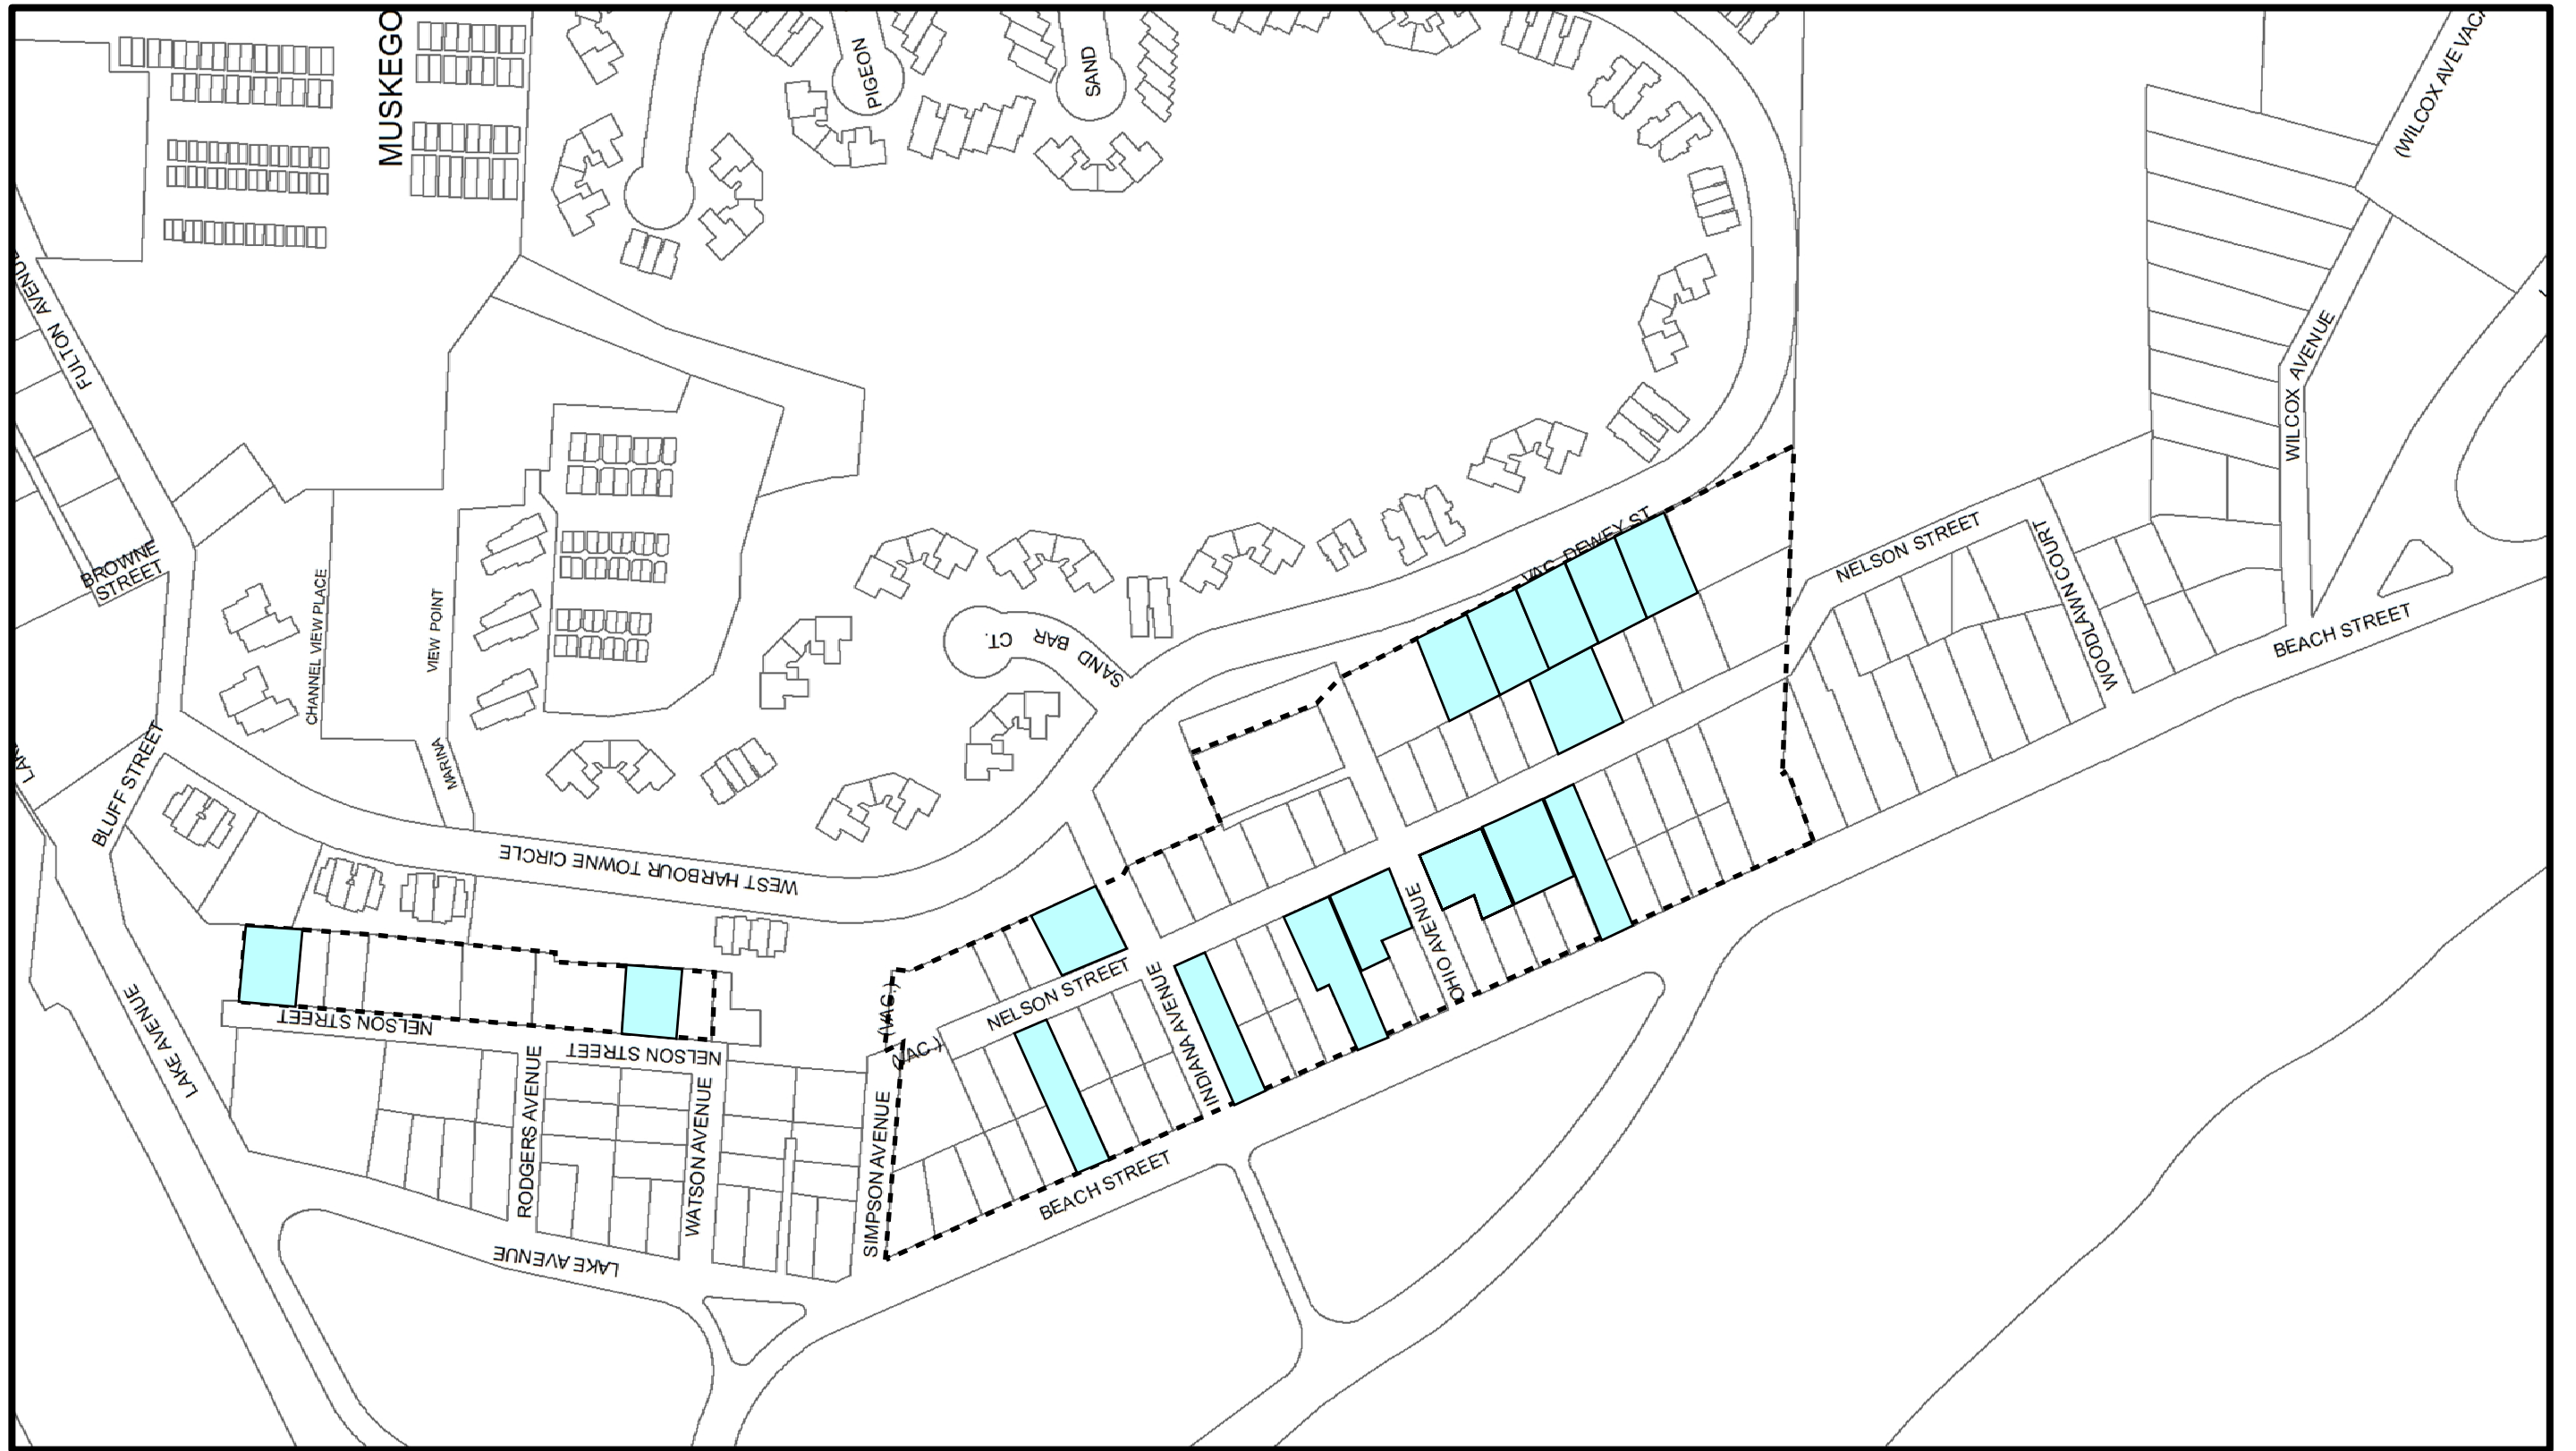 MUSKEGO
PIGEON
SAND
(WILCOX AVE VACA
FULTON AVENUE
WILCOX AVENUE
BROWNE
STREET
CHANNEL VIEW PLACE
VIEW POINT
MARINA
SAND BAR CT.
VAC. DEWEY ST.
NELSON STREET
WOODLAWN COURT
BEACH STREET
BLUFF STREET
WEST HARBOUR TOWNE CIRCLE
LAKE AVENUE
NELSON STREET
NELSON STREET
RODGERS AVENUE
WATSON AVENUE
SIMPSON AVENUE
(VAC.)
(VAC.)
NELSON STREET
INDIANA AVENUE
OHIO AVENUE
BEACH STREET
LAKE AVENUE